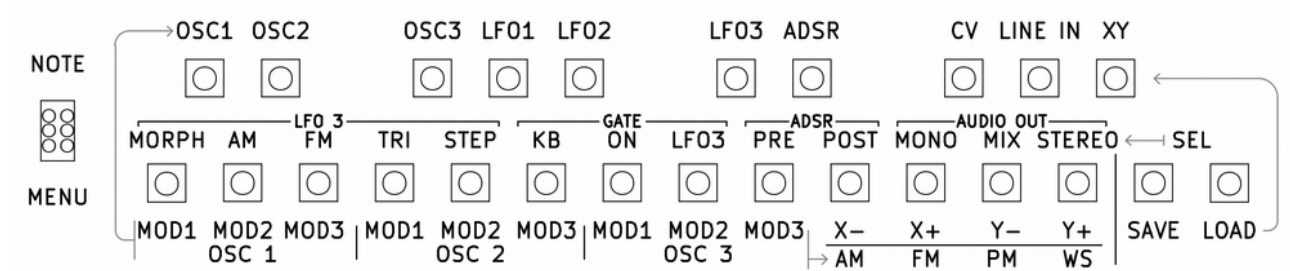 OSC1 OSC2 OSC3 LFO1 LFO2 LFO3 ADSR CV LINE IN XY
NOTE
LFO 3 GATE ADSR AUDIO OUT
MORPH AM FM TRI STEP KB ON LFO3 PRE POST MONO MIX STEREO SEL
MENU
MOD1 MOD2 MOD3 MOD1 MOD2 MOD3 MOD1 MOD2 MOD3 X- X+ Y- Y+ SAVE LOAD
OSC 1 OSC 2 OSC 3 AM FM PM WS